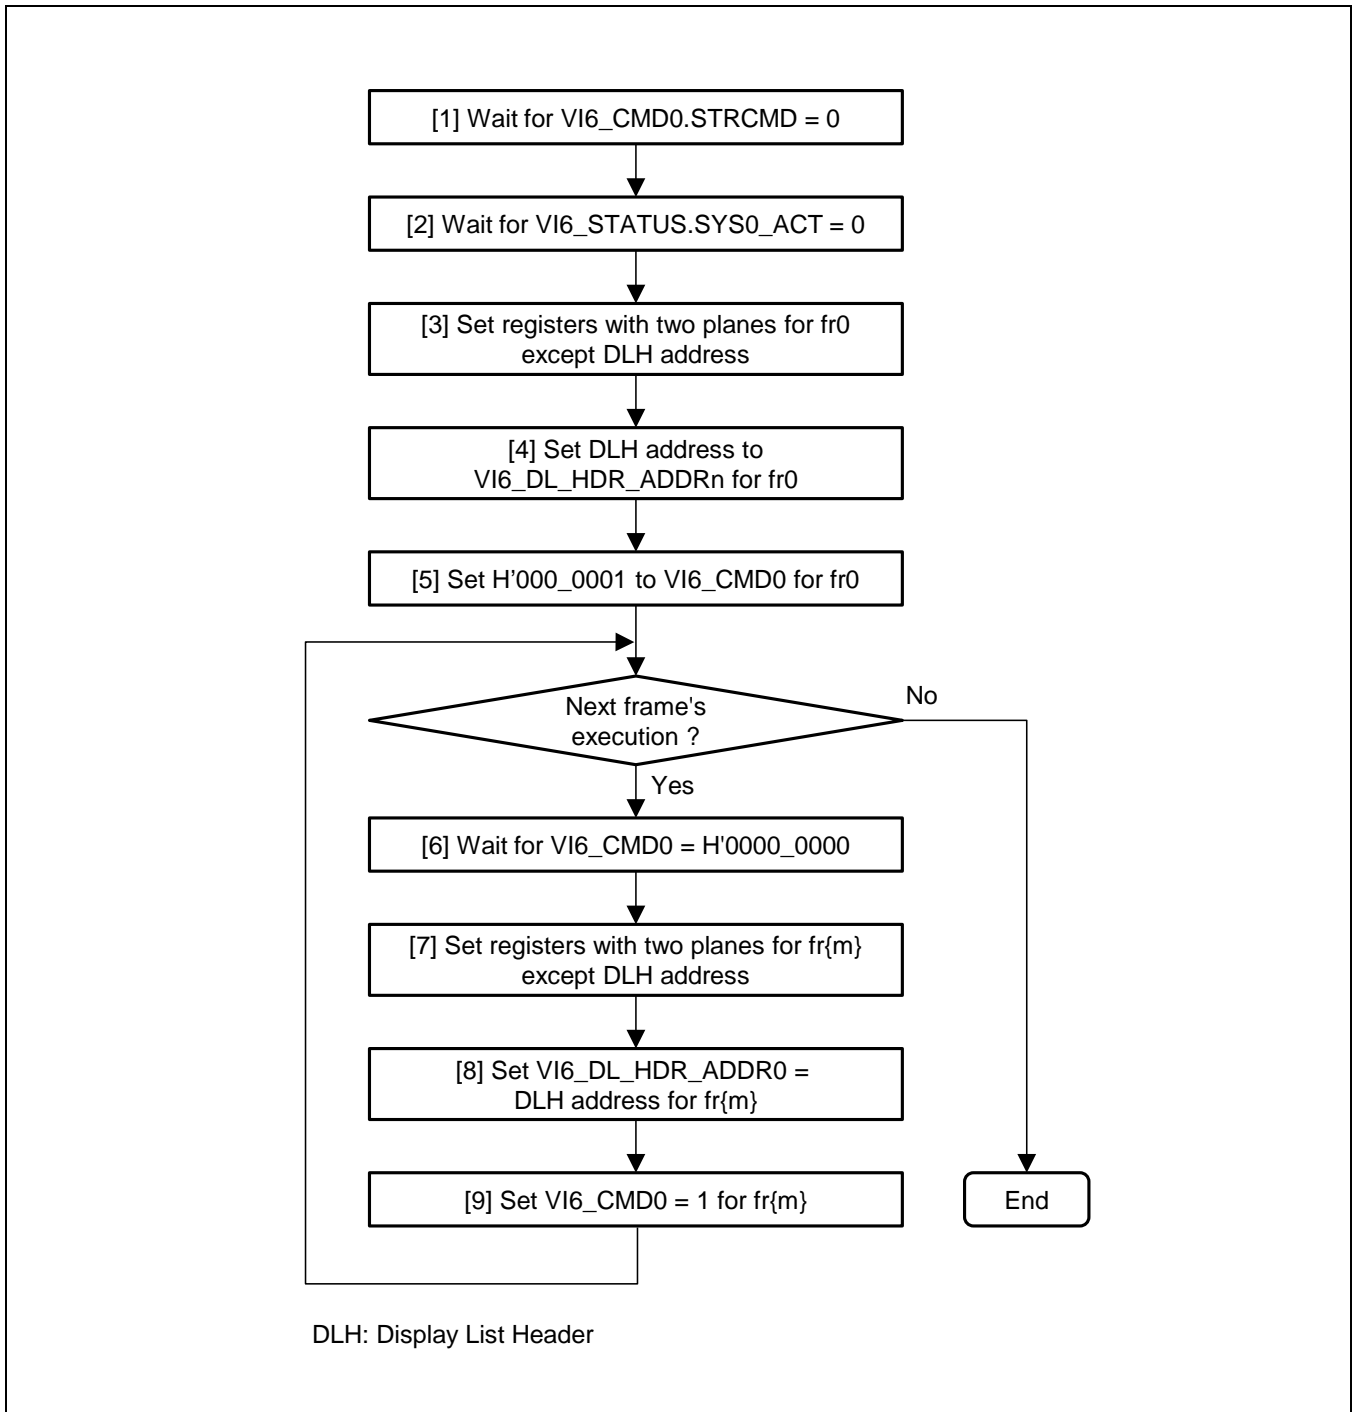 [1] Wait for VI6_CMD0.STRCMD = 0
[2] Wait for VI6_STATUS.SYS0_ACT = 0
[3] Set registers with two planes for fr0
except DLH address
[4] Set DLH address to
VI6_DL_HDR_ADDRn for fr0
[5] Set H'000_0001 to VI6_CMD0 for fr0
Next frame's
execution ?
No
Yes
[6] Wait for VI6_CMD0 = H'0000_0000
[7] Set registers with two planes for fr{m}
except DLH address
[8] Set VI6_DL_HDR_ADDR0 =
DLH address for fr{m}
[9] Set VI6_CMD0 = 1 for fr{m}
End
DLH: Display List Header